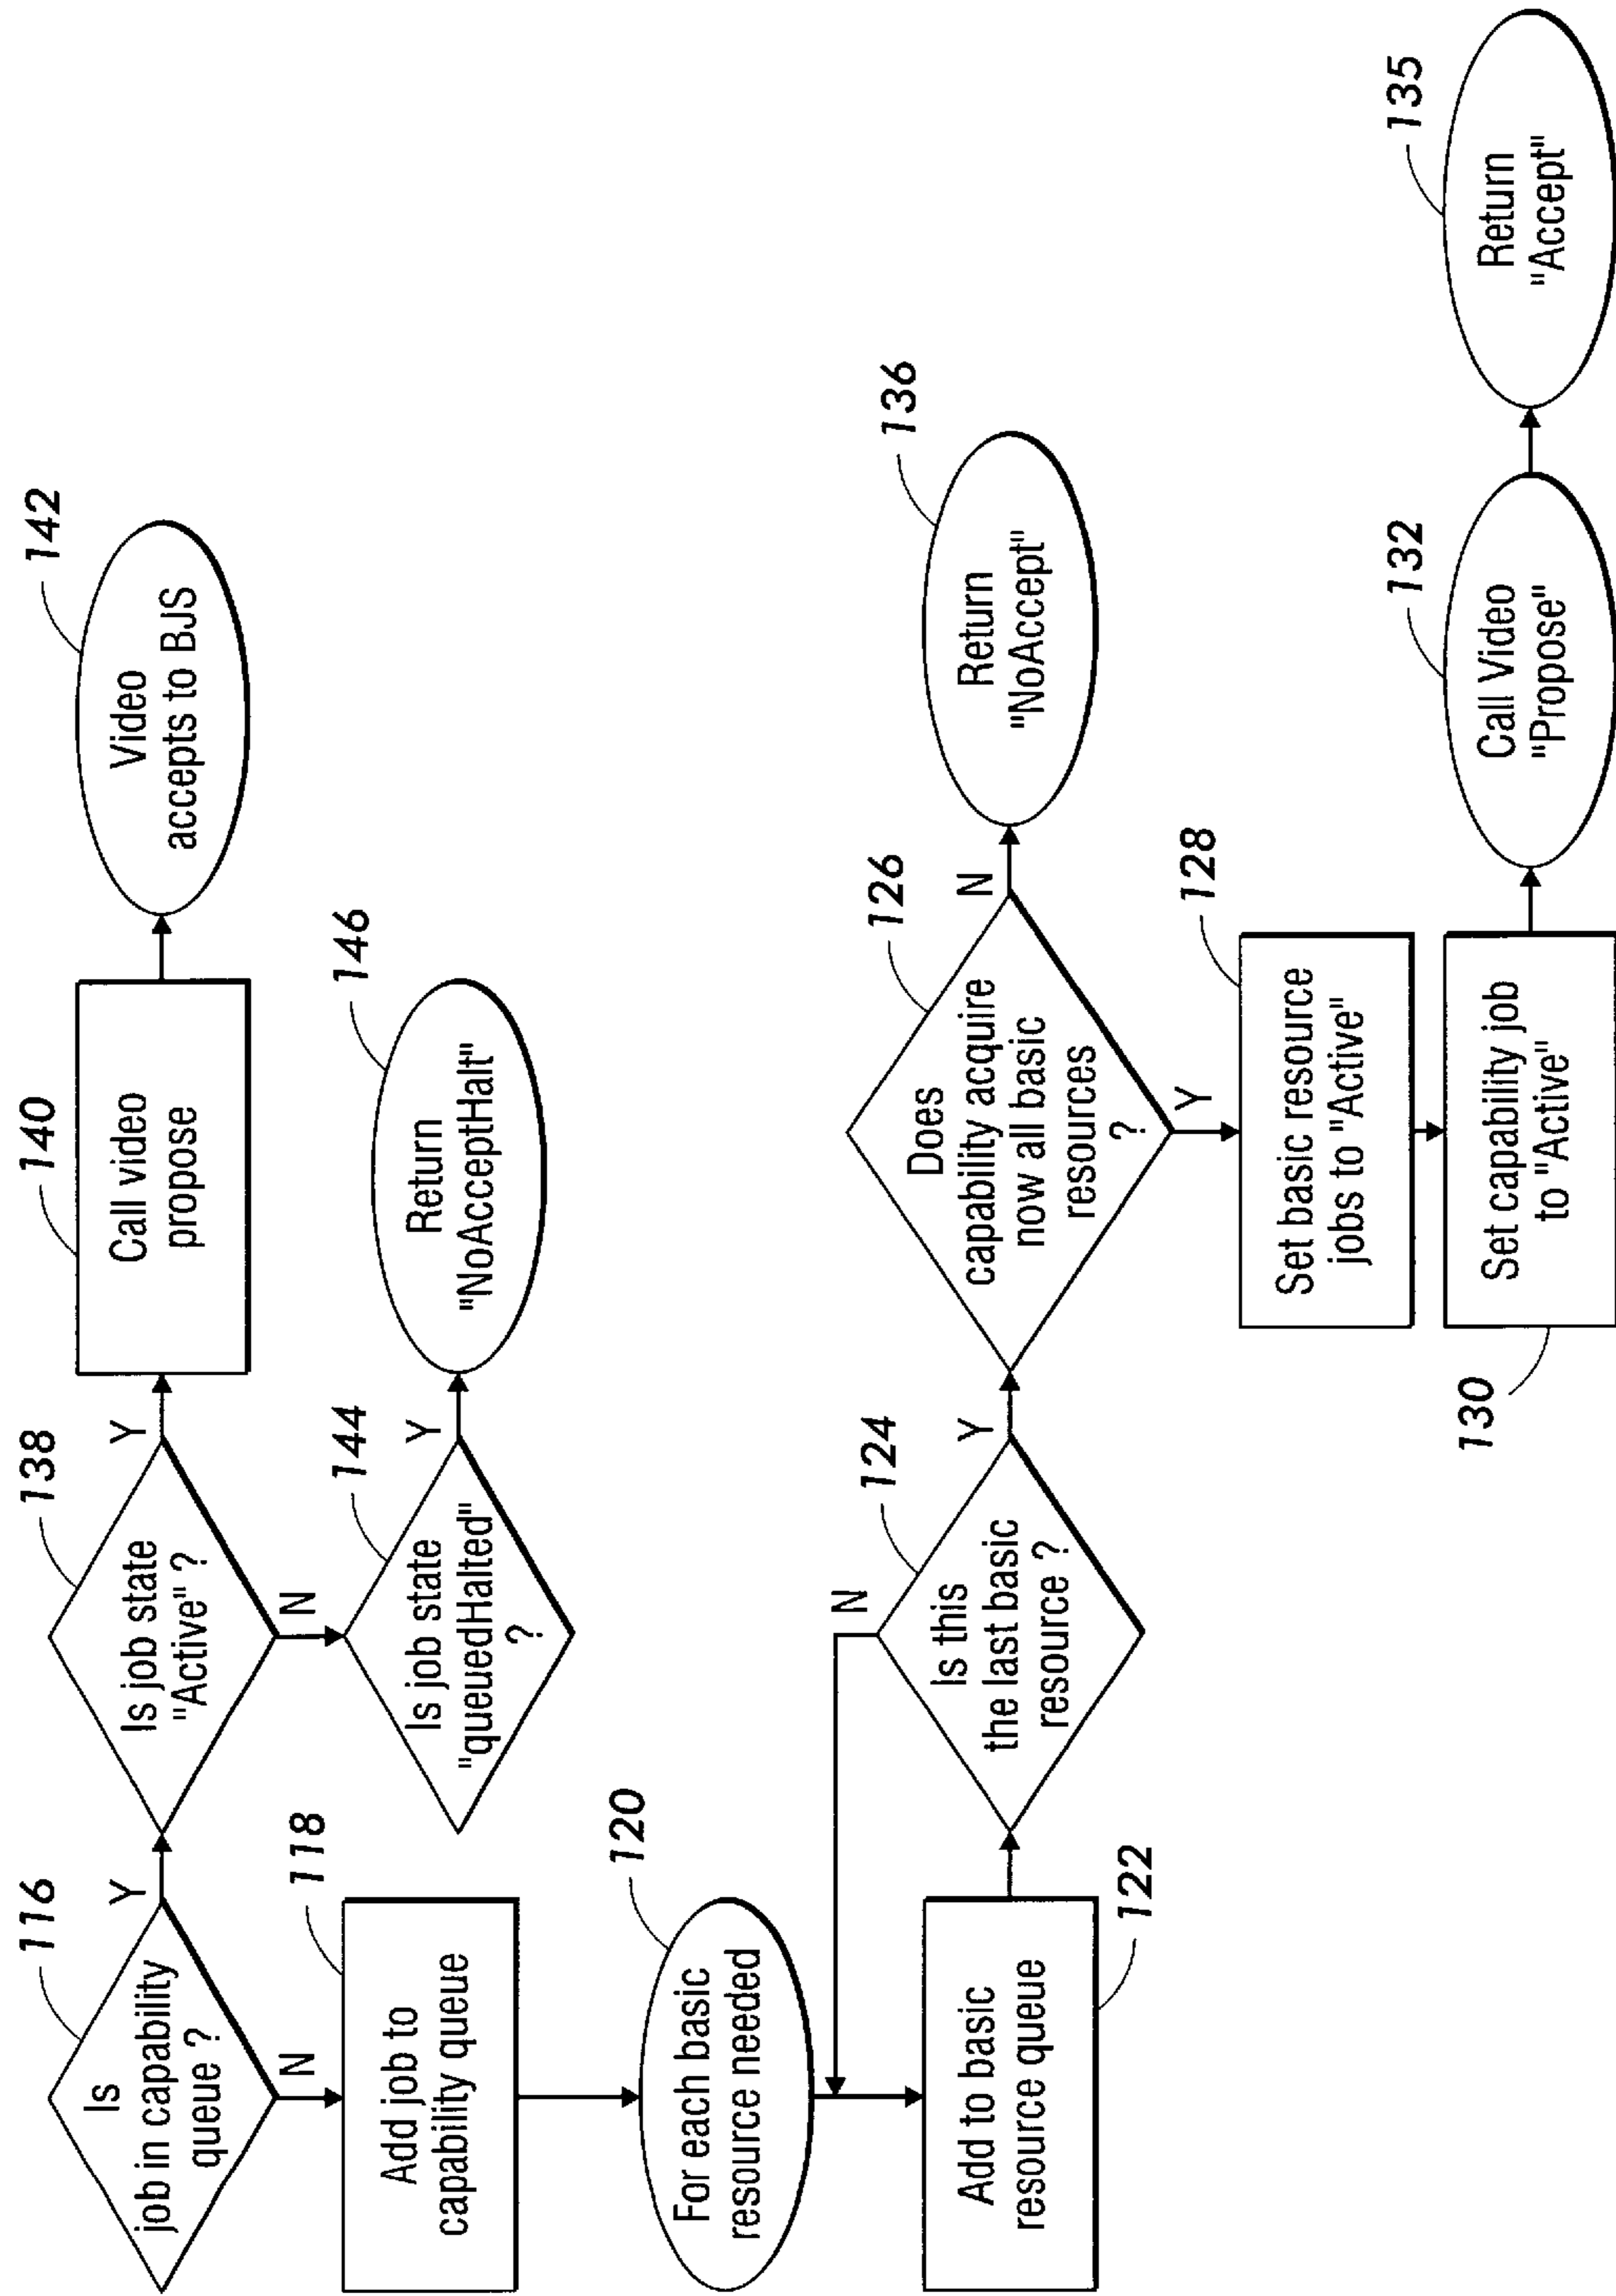 116
Is
job in capability
queue ?
Y
N
138
Is job state
"Active" ?
Y
N
140
Call video
propose
142
Video
accepts to BJS
144
Is job state
"queuedHalted"
?
Y
146
Return
"NoAcceptHalt"
118
Add job to
capability queue
120
For each basic
resource needed
122
Add to basic
resource queue
124
Is this
the last basic
resource ?
N
Y
126
Does
capability acquire
now all basic
resources
?
N
Y
136
Return
"NoAccept"
128
Set basic resource
jobs to "Active"
130
Set capability job
to "Active"
132
Call Video
"Propose"
135
Return
"Accept"